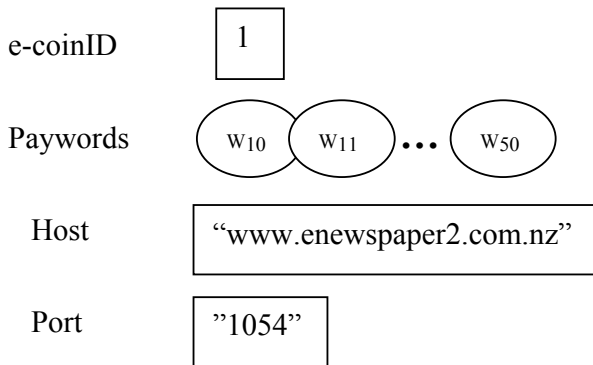 e-coinID 1
Paywords w10 w11 ... w50
Host “www.enewspaper2.com.nz”
Port ”1054”